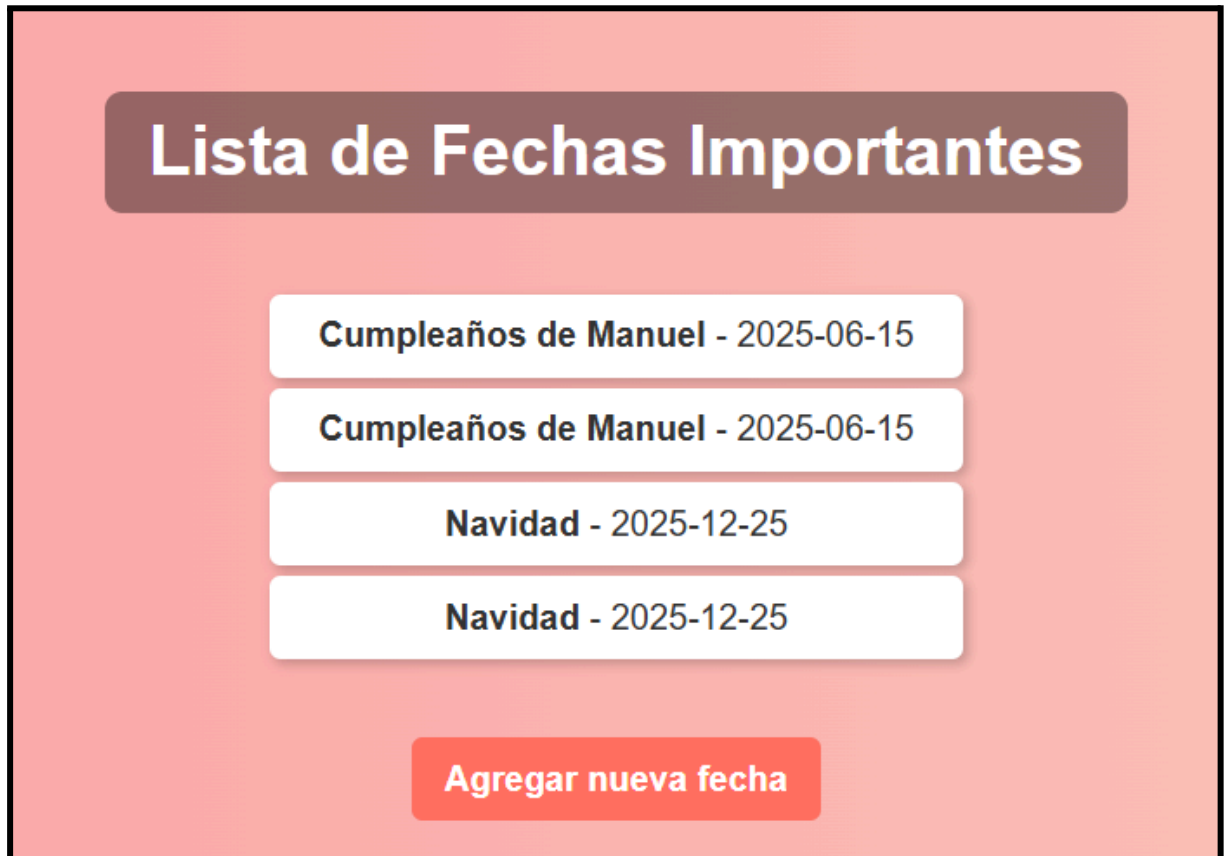 Lista de Fechas Importantes
Cumpleaños de Manuel - 2025-06-15
Cumpleaños de Manuel - 2025-06-15
Navidad - 2025-12-25
Navidad - 2025-12-25
Agregar nueva fecha